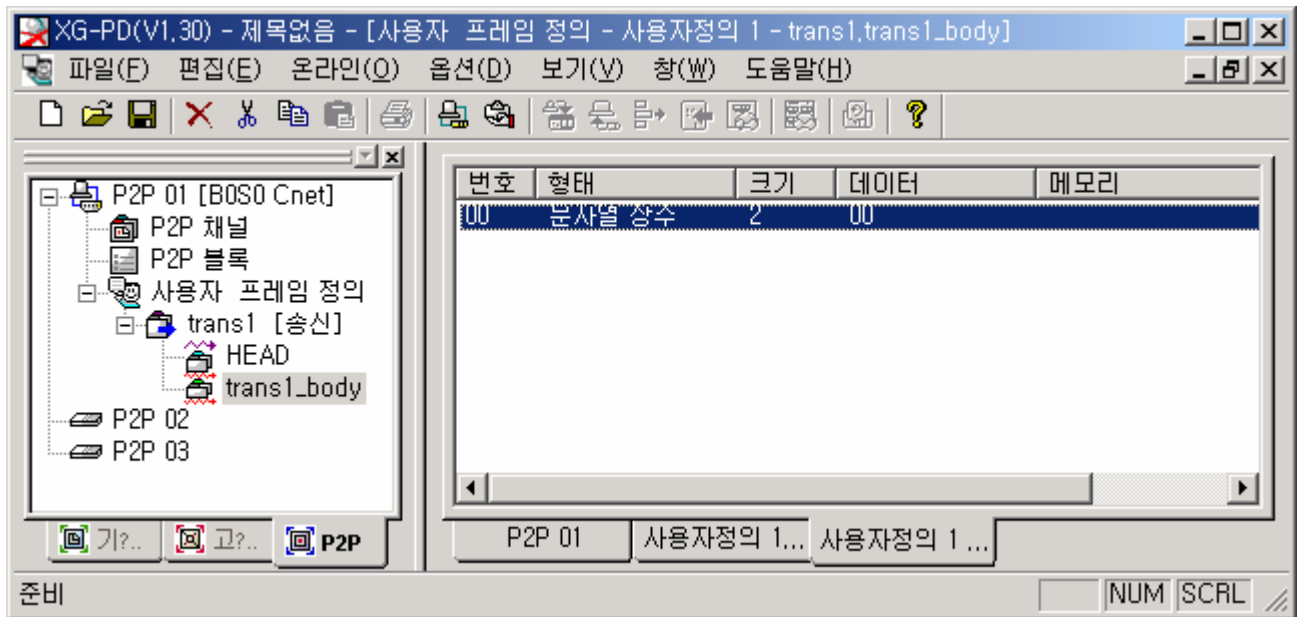 XG-PD(V1,30) - 제목없음 - [사용자 프레임 정의 - 사용자정의 1 - trans1,trans1_body]
파일(F) 편집(E) 온라인(O) 옵션(D) 보기(V) 창(W) 도움말(H)
P2P 01 [B0S0 Cnet]
P2P 채널
P2P 블록
사용자 프레임 정의
trans1 [송신]
HEAD
trans1_body
P2P 02
P2P 03
기?.. 고?.. P2P
번호 형태 크기 데이터 메모리
00 문자열 상수 2 00
P2P 01 사용자정의 1... 사용자정의 1 ...
준비 NUM SCRL